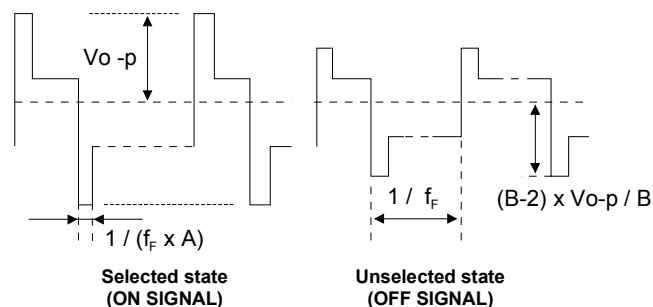 Vo -p
1 / (fF x A)
Selected state
(ON SIGNAL)
1 / fF
(B-2) x Vo-p / B
Unselected state
(OFF SIGNAL)